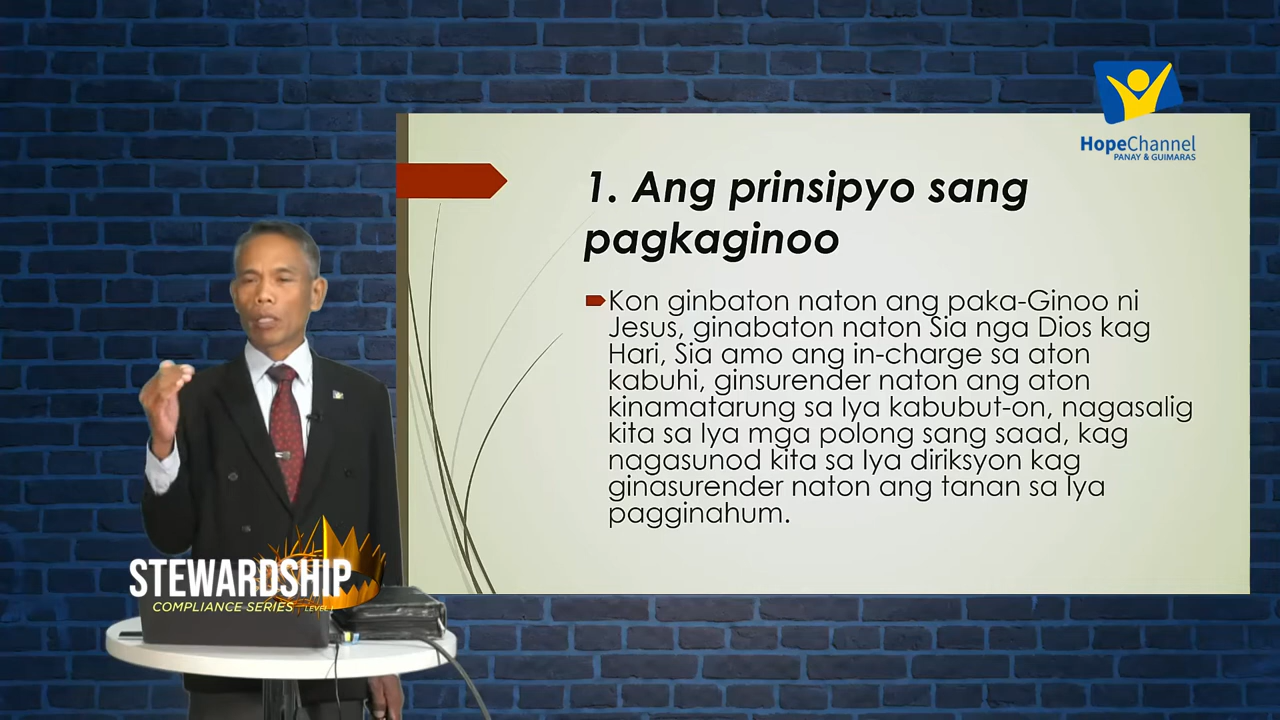 HopeChannel
PANAY & GUIMARAS
1. Ang prinsipyo sang
pagkaginoo
Kon ginbaton naton ang paka-Ginoo ni
Jesus, ginabaton naton Sia nga Dios kag
Hari, Sia amo ang in-charge sa aton
kabuhi, ginsurender naton ang aton
kinamatarung sa Iya kabubut-on, nagasalig
kita sa Iya mga polong sang saad, kag
nagasunod kita sa Iya diriksyon kag
ginasurender naton ang tanan sa Iya
pagginahum.
STEWARDSHIP
COMPLIANCE SERIES LEVEL I